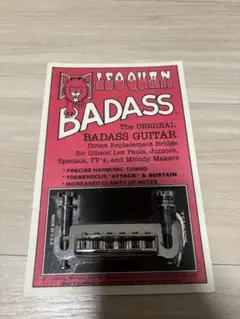 LEO QUAN
BADASS
The ORIGINAL
BADASS GUITAR
Direct Replacement Bridge
for Gibson Les Pauls, Juniors,
Specials, TV's, and Melody Makers
* PRECISE HARMONIC TUNING
* TREMENDOUS "ATTACK" & SUSTAIN
* INCREASED CLARITY OF NOTES